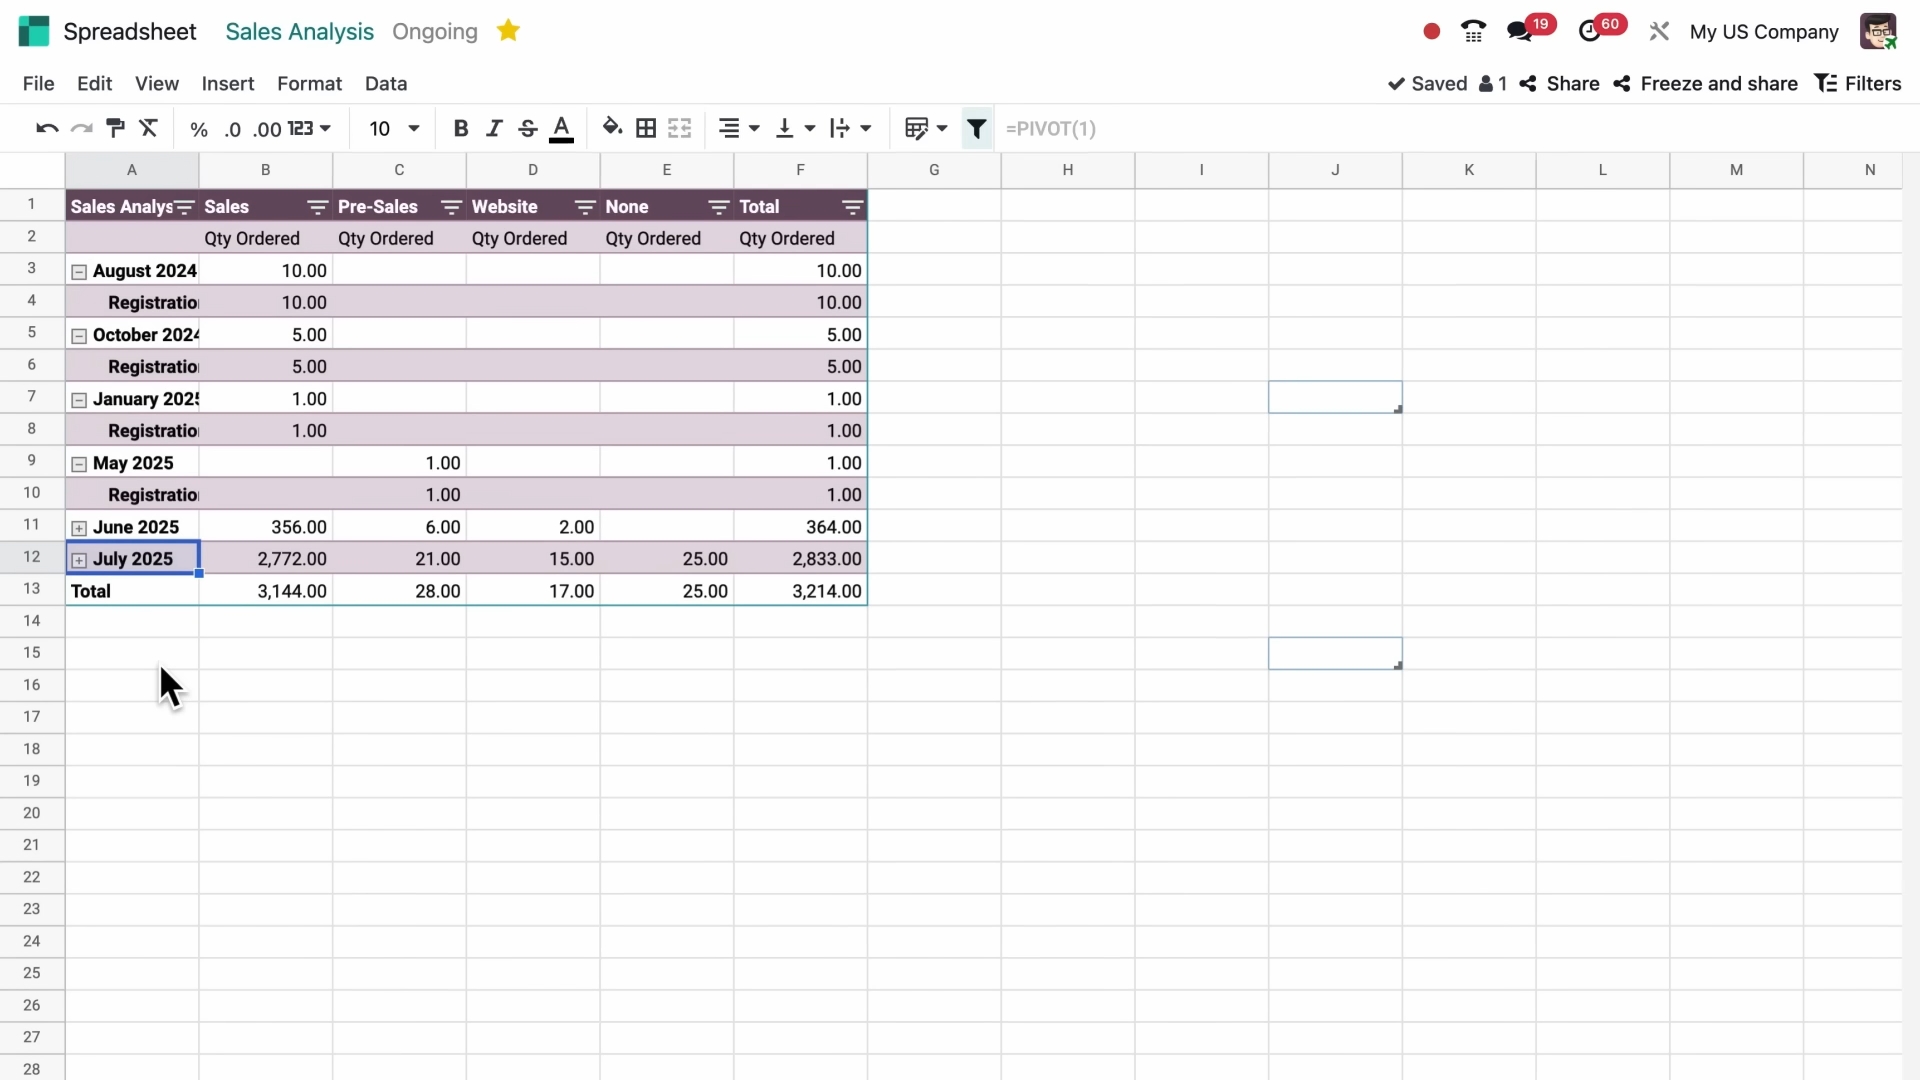 Spreadsheet Sales Analysis Ongoing 19 60 My US Company
File Edit View Insert Format Data Saved 1 Share Freeze and share Filters
% .0 .00 123 10 B I S A =PIVOT(1)
A B C D E F G H I J K L M N
1 Sales Analys Sales Pre-Sales Website None Total
2 Qty Ordered Qty Ordered Qty Ordered Qty Ordered Qty Ordered
3 August 2024 10.00 10.00
4 Registratio 10.00 10.00
5 October 2024 5.00 5.00
6 Registratio 5.00 5.00
7 January 2025 1.00 1.00
8 Registratio 1.00 1.00
9 May 2025 1.00 1.00
10 Registratio 1.00 1.00
11 June 2025 356.00 6.00 2.00 364.00
12 July 2025 2,772.00 21.00 15.00 25.00 2,833.00
13 Total 3,144.00 28.00 17.00 25.00 3,214.00
14
15
16
17
18
19
20
21
22
23
24
25
26
27
28